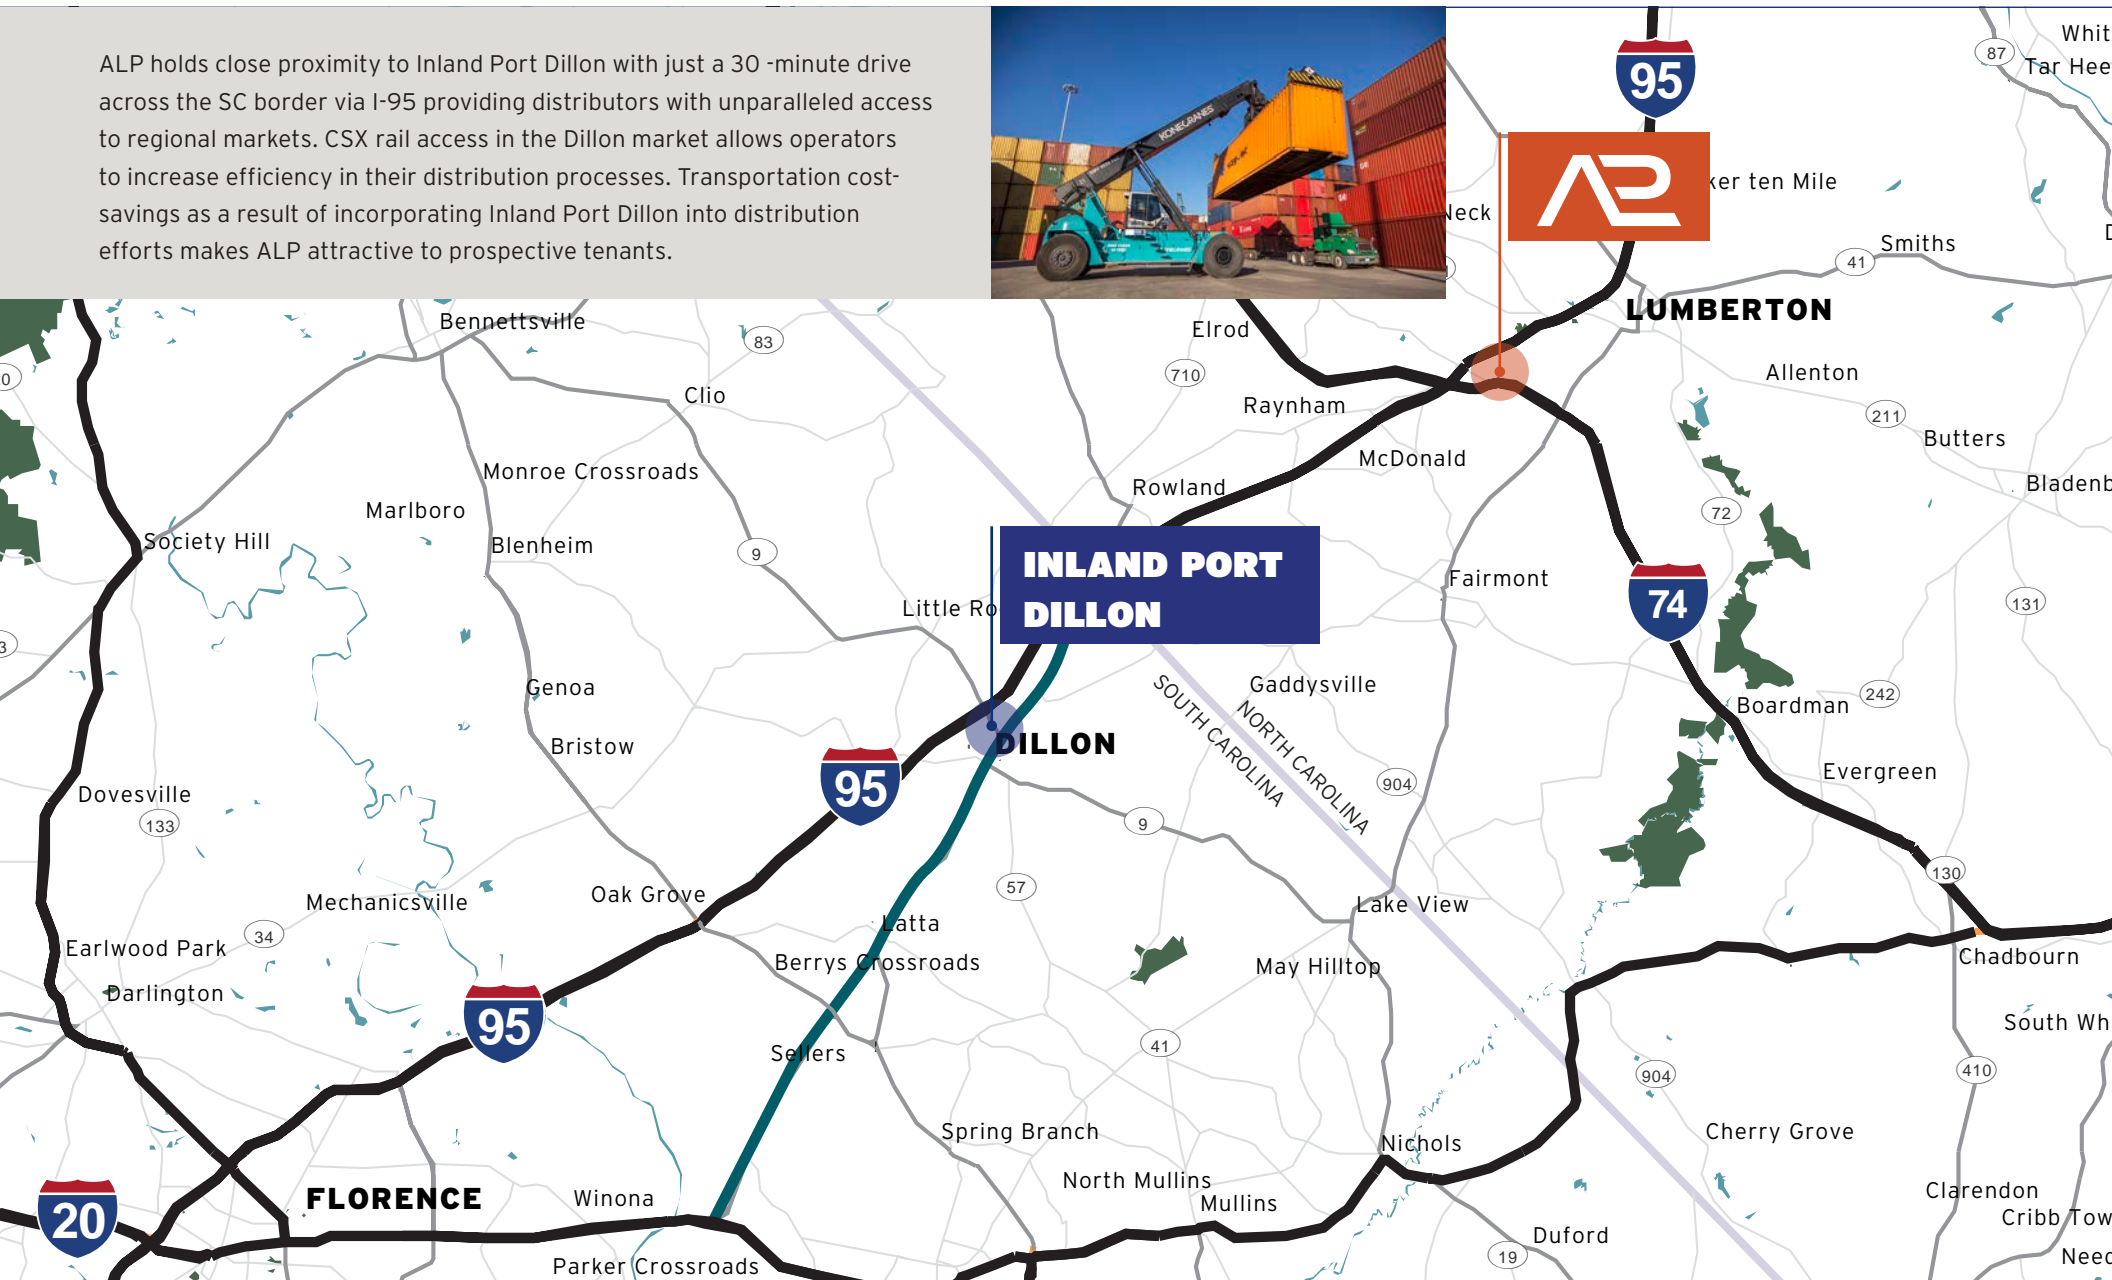 ALP holds close proximity to Inland Port Dillon with just a 30 -minute drive
across the SC border via I-95 providing distributors with unparalleled access
to regional markets. CSX rail access in the Dillon market allows operators
to increase efficiency in their distribution processes. Transportation cost-
savings as a result of incorporating Inland Port Dillon into distribution
efforts makes ALP attractive to prospective tenants.
KONECRANES
95
87
Whit
Tar Hee
ker ten Mile
Neck
41
Smiths
LUMBERTON
Bennettsville
83
Elrod
710
Allenton
Clio
Raynham
211
Butters
McDonald
Monroe Crossroads
Rowland
Bladenb
Marlboro
72
Society Hill
Blenheim
9
INLAND PORT
DILLON
Fairmont
74
131
Little Ro
Genoa
Gaddysville
242
Boardman
SOUTH CAROLINA
NORTH CAROLINA
Bristow
DILLON
95
904
Evergreen
Dovesville
133
9
130
57
Oak Grove
Mechanicsville
Lake View
Latta
34
Earlwood Park
Berrys Crossroads
May Hilltop
Chadbourn
Darlington
95
South Wh
41
Sellers
904
410
Spring Branch
Cherry Grove
Nichols
North Mullins
Mullins
FLORENCE
Winona
20
Clarendon
Cribb Tow
Duford
19
Parker Crossroads
Need